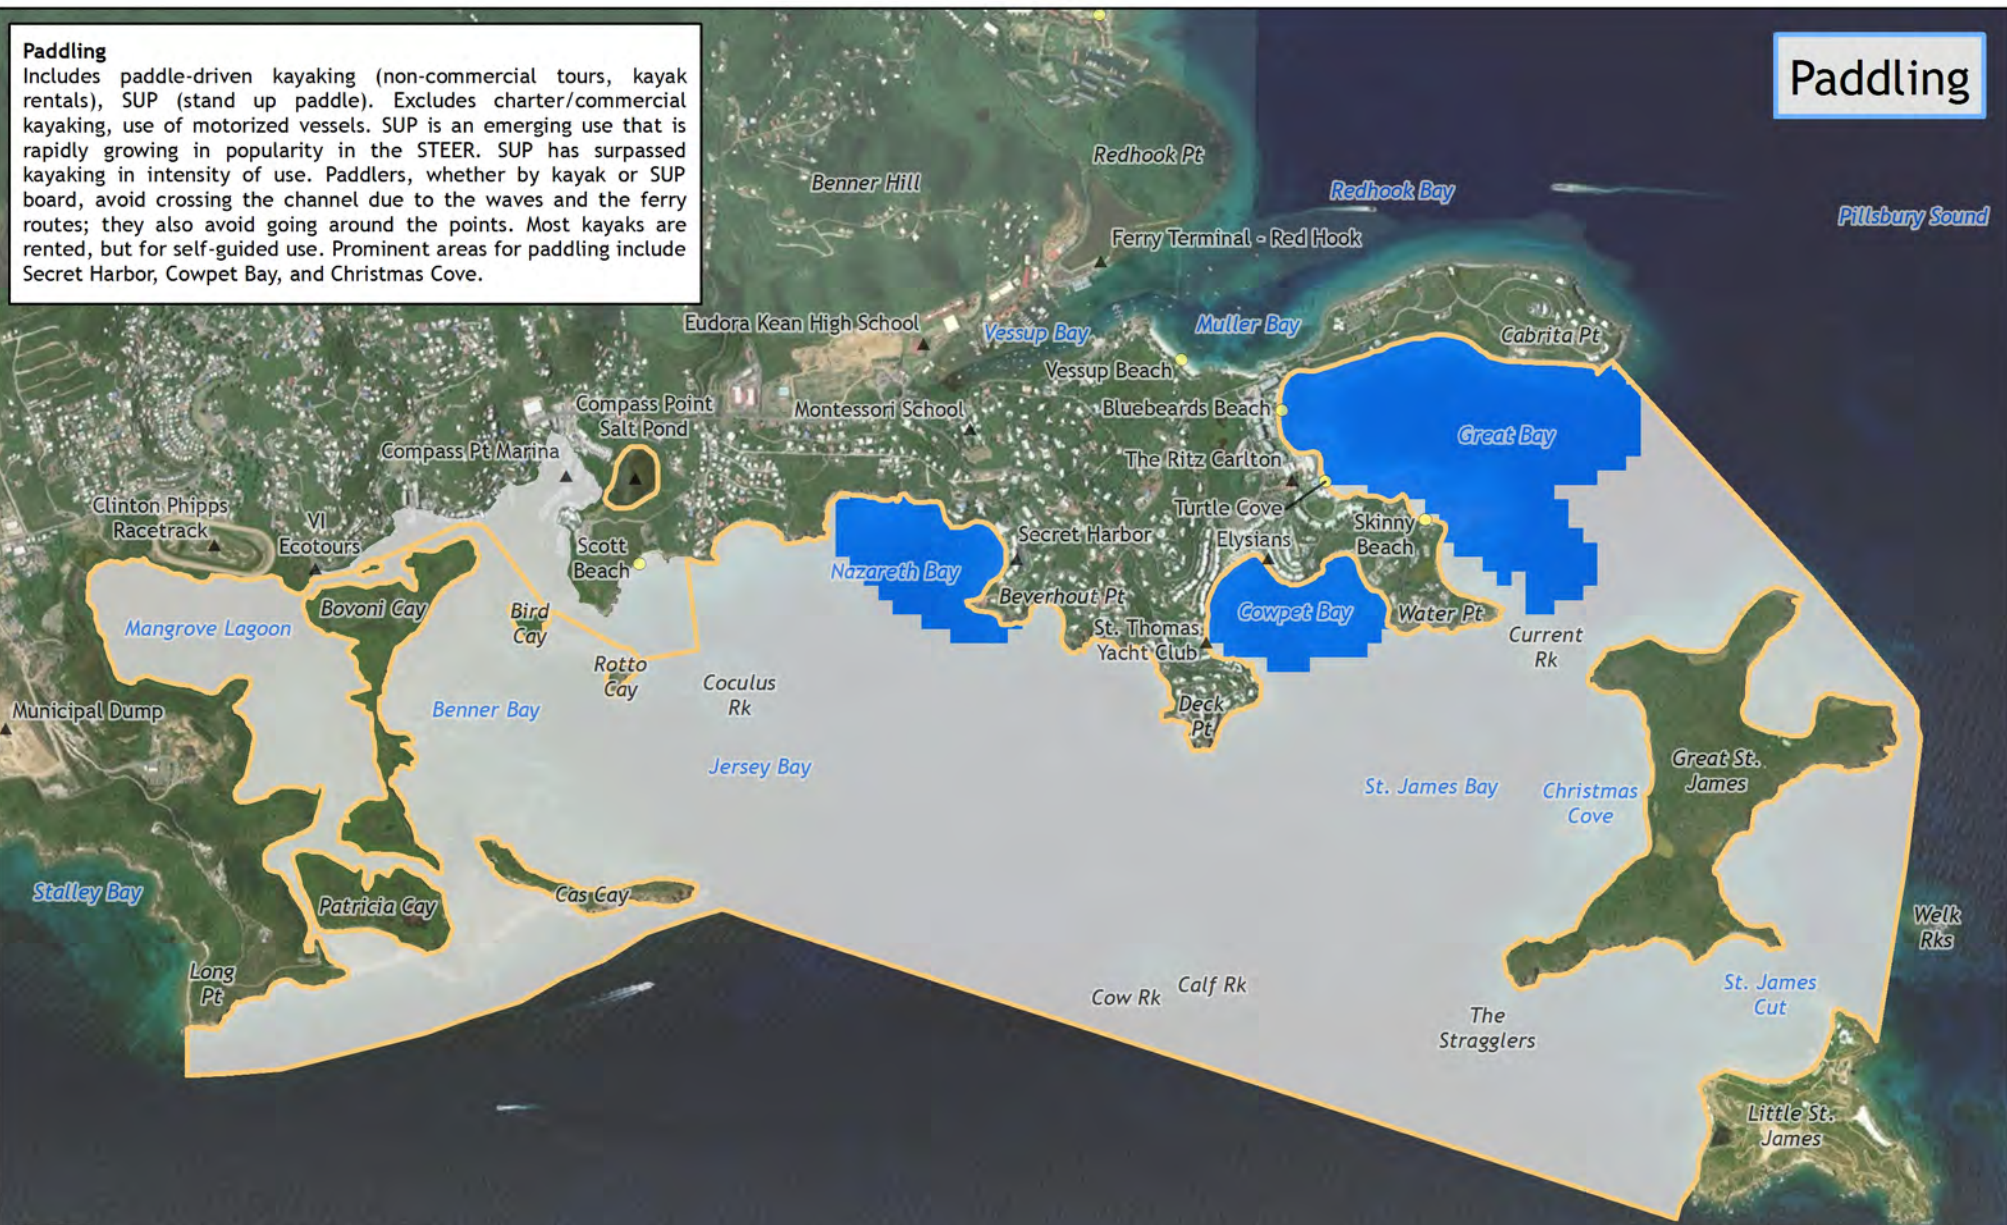 Paddling
Includes paddle-driven kayaking (non-commercial tours, kayak
rentals), SUP (stand up paddle). Excludes charter/commercial
kayaking, use of motorized vessels. SUP is an emerging use that is
rapidly growing in popularity in the STEER. SUP has surpassed
kayaking in intensity of use. Paddlers, whether by kayak or SUP
board, avoid crossing the channel due to the waves and the ferry
routes; they also avoid going around the points. Most kayaks are
rented, but for self-guided use. Prominent areas for paddling include
Secret Harbor, Cowpet Bay, and Christmas Cove.
Paddling
Redhook Pt
Benner Hill
Redhook Bay
Pillsbury Sound
Ferry Terminal - Red Hook
Eudora Kean High School
Vessup Bay
Muller Bay
Cabrita Pt
Vessup Beach
Compass Point
Salt Pond
Montessori School
Bluebeards Beach
Great Bay
Compass Pt Marina
The Ritz Carlton
Clinton Phipps
Racetrack
VI
Ecotours
Turtle Cove
Skinny
Beach
Scott
Beach
Secret Harbor
Elysians
Nazareth Bay
Beverhout Pt
Bovoni Cay
Bird
Cay
Cowpet Bay
Water Pt
Mangrove Lagoon
St. Thomas
Yacht Club
Current
Rk
Rotto
Cay
Coculus
Rk
Municipal Dump
Benner Bay
Deck
Pt
Jersey Bay
St. James Bay
Christmas
Cove
Great St.
James
Stalley Bay
Patricia Cay
Cas Cay
Welk
Rks
Long
Pt
Cow Rk
Calf Rk
St. James
Cut
The
Stragglers
Little St.
James